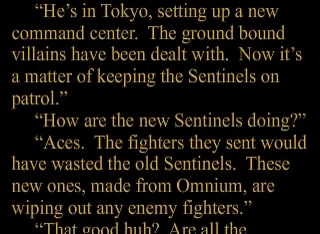 “He’s in Tokyo, setting up a new
command center.  The ground bound
villains have been dealt with.  Now it’s
a matter of keeping the Sentinels on
patrol.”
“How are the new Sentinels doing?”
“Aces.  The fighters they sent would
have wasted the old Sentinels.  These
new ones, made from Omnium, are
wiping out any enemy fighters.”
“That good huh?  Are all the